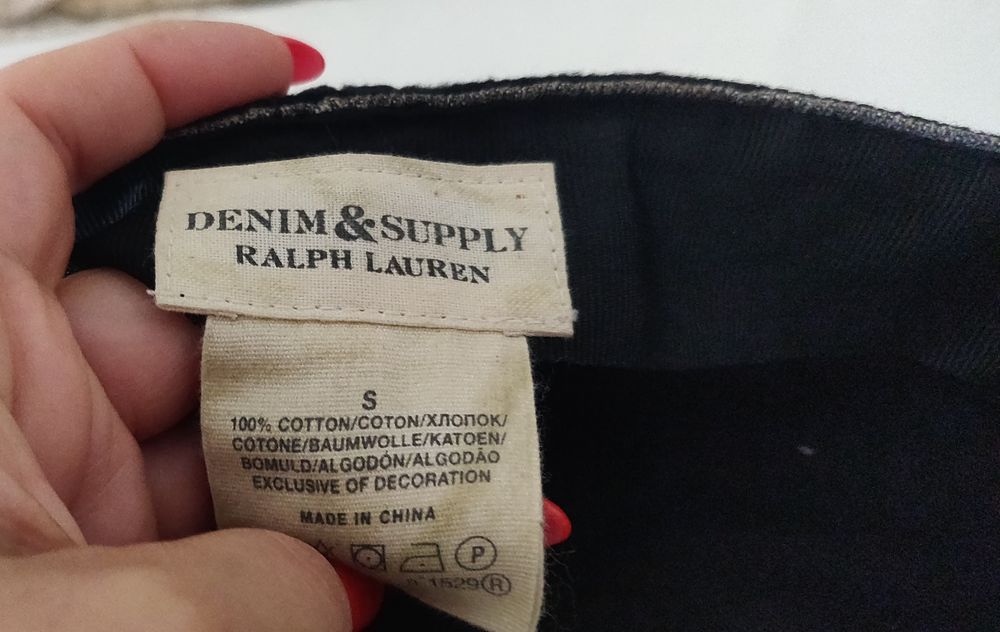 DENIM & SUPPLY
RALPH LAUREN
S
100% COTTON/COTON/ХЛОПОК/
COTONE/BAUMWOLLE/KATOEN/
BOMULD/ALGODÓN/ALGODÃO
EXCLUSIVE OF DECORATION
MADE IN CHINA
P
1529 ®